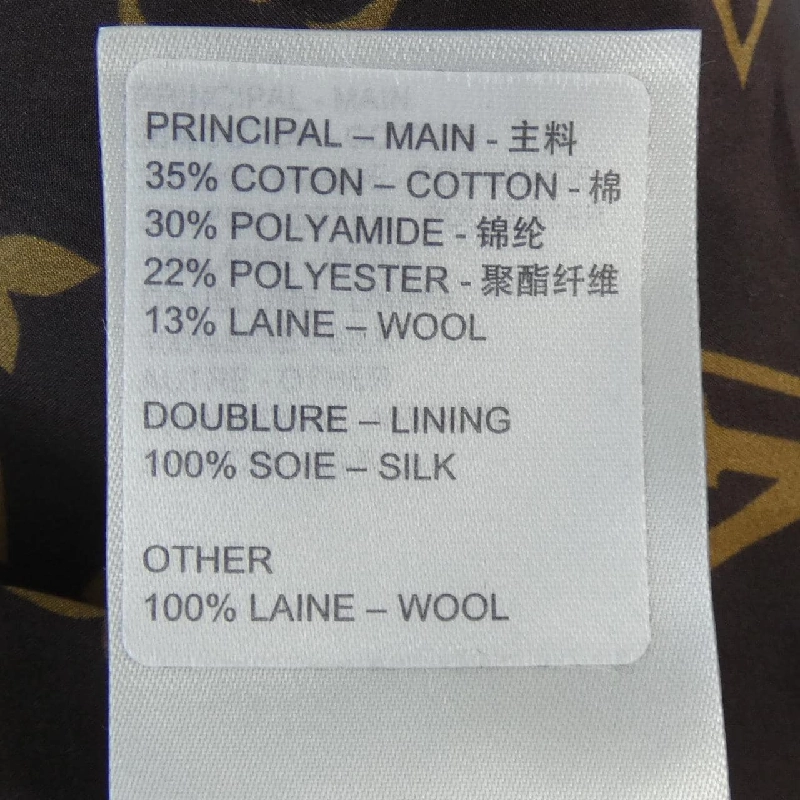 PRINCIPAL – MAIN - 主料
35% COTON – COTTON - 棉
30% POLYAMIDE - 锦纶
22% POLYESTER - 聚酯纤维
13% LAINE – WOOL
DOUBLURE – LINING
100% SOIE – SILK
OTHER
100% LAINE – WOOL